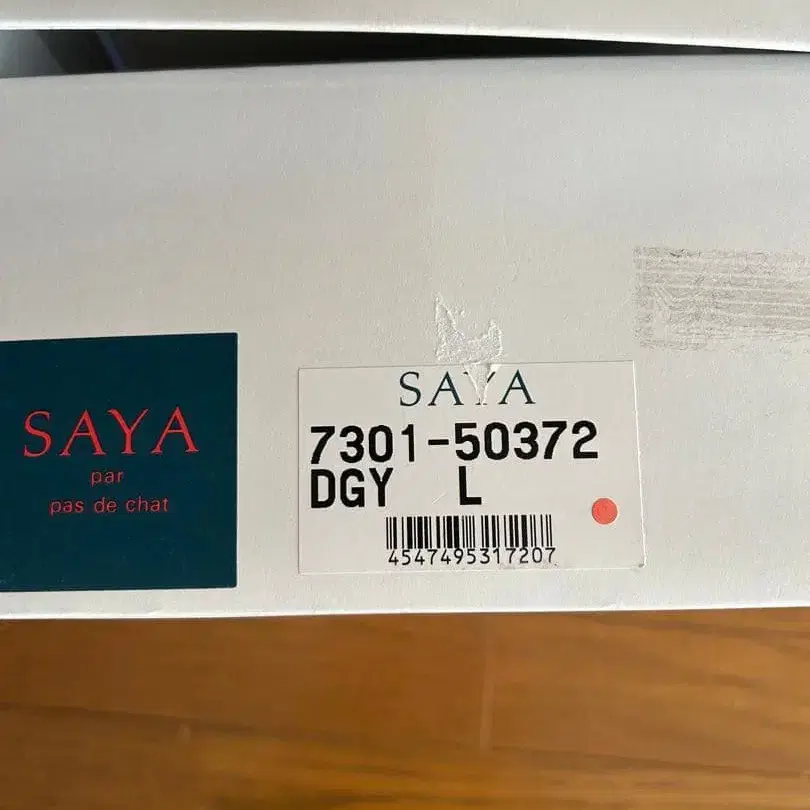 SAYA
par
pas de chat
SAYA
7301-50372
DGY L
4547495317207